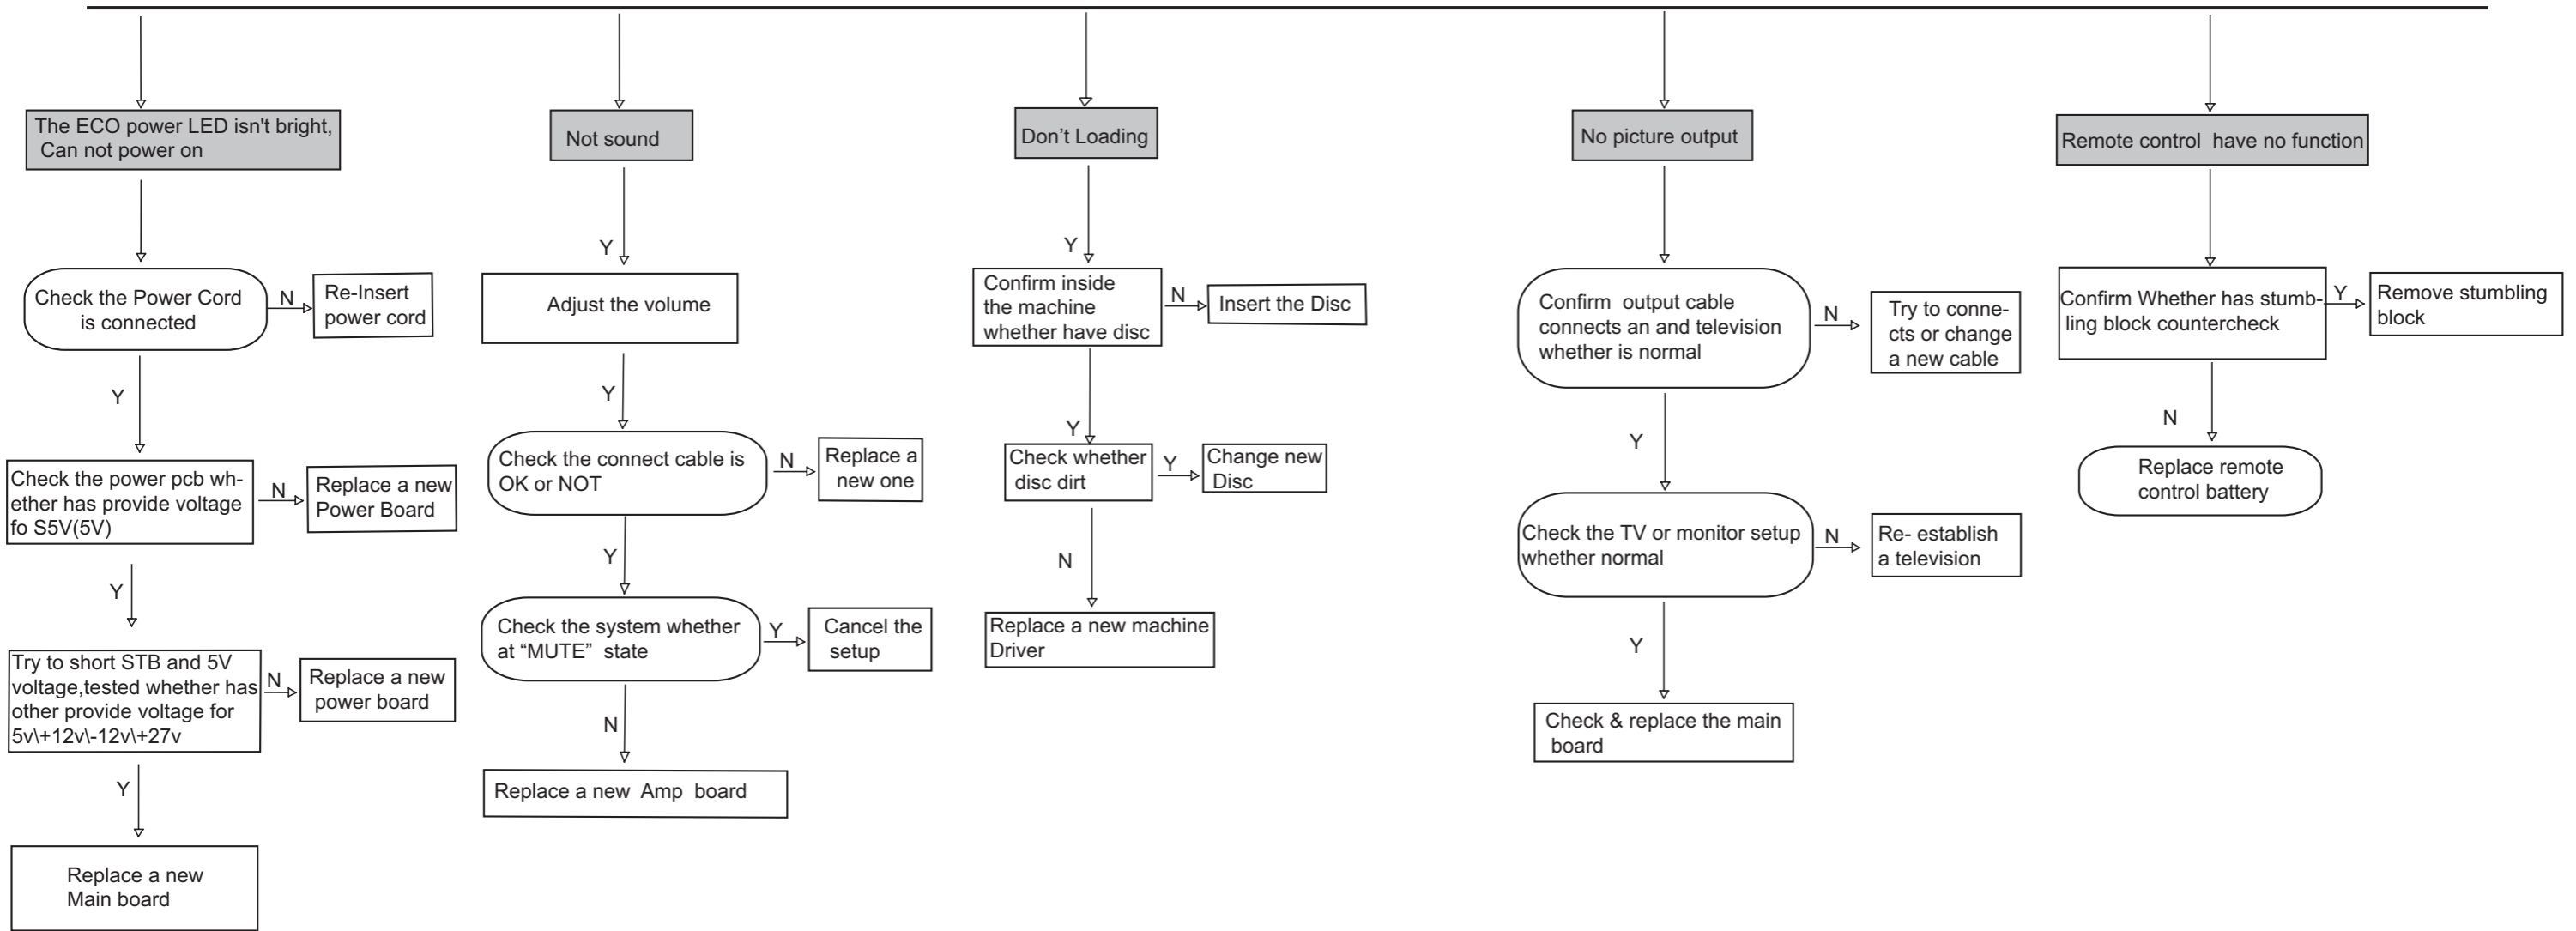 The ECO power LED isn't bright,
Can not power on
Check the Power Cord
is connected
N
Re-Insert
power cord
Y
Check the power pcb wh-
ether has provide voltage
fo S5V(5V)
N
Replace a new
Power Board
Y
Try to short STB and 5V
voltage,tested whether has
other provide voltage for
5v\+12v\-12v\+27v
N
Replace a new
power board
Y
Replace a new
Main board
Not sound
Y
Adjust the volume
Y
Check the connect cable is
OK or NOT
N
Replace a
new one
Y
Check the system whether
at “MUTE” state
Y
Cancel the
setup
N
Replace a new Amp board
Don’t Loading
Y
Confirm inside
the machine
whether have disc
N
Insert the Disc
Y
Check whether
disc dirt
Y
Change new
Disc
N
Replace a new machine
Driver
No picture output
Confirm output cable
connects an and television
whether is normal
N
Try to conne-
cts or change
a new cable
Y
Check the TV or monitor setup
whether normal
N
Re- establish
a television
Y
Check & replace the main
board
Remote control have no function
Confirm Whether has stumb-
ling block countercheck
Y
Remove stumbling
block
N
Replace remote
control battery